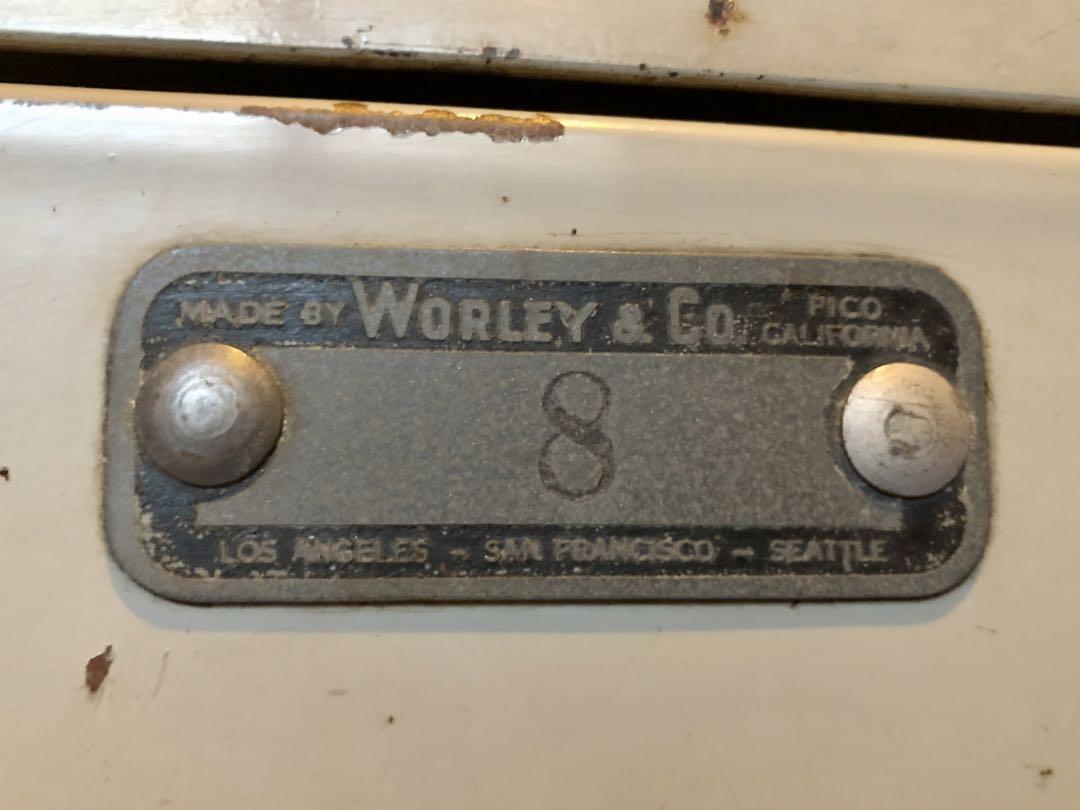 MADE BY WORLEY & CO. PICO CALIFORNIA
8
LOS ANGELES - SAN FRANCISCO - SEATTLE